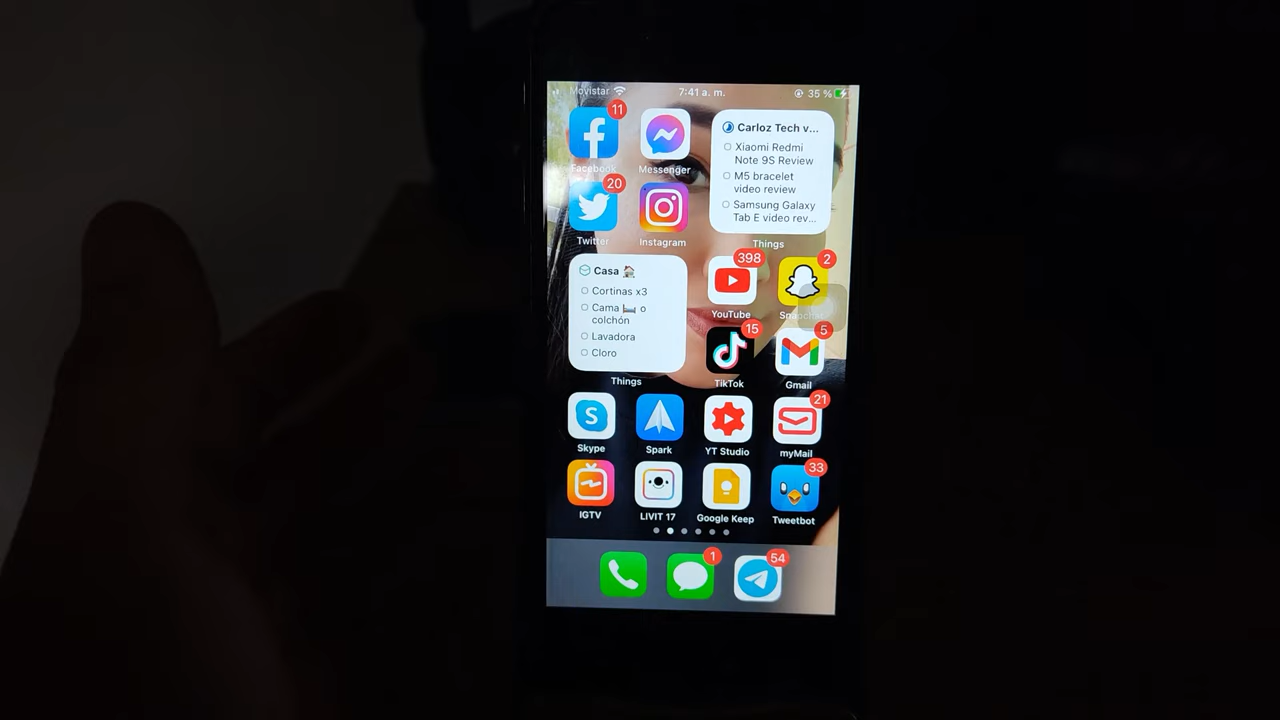 Movistar 7:41 a. m. 35 %
11
Facebook
Messenger
Carloz Tech v...
Xiaomi Redmi
Note 9S Review
M5 bracelet
video review
Samsung Galaxy
Tab E video rev...
Things
20
Twitter
Instagram
Casa 🏠
Cortinas x3
Cama 🛏️ o
colchón
Lavadora
Cloro
Things
398
YouTube
2
Snapchat
15
TikTok
5
Gmail
Skype
Spark
YT Studio
21
myMail
IGTV
LIVIT 17
Google Keep
33
Tweetbot
1
54